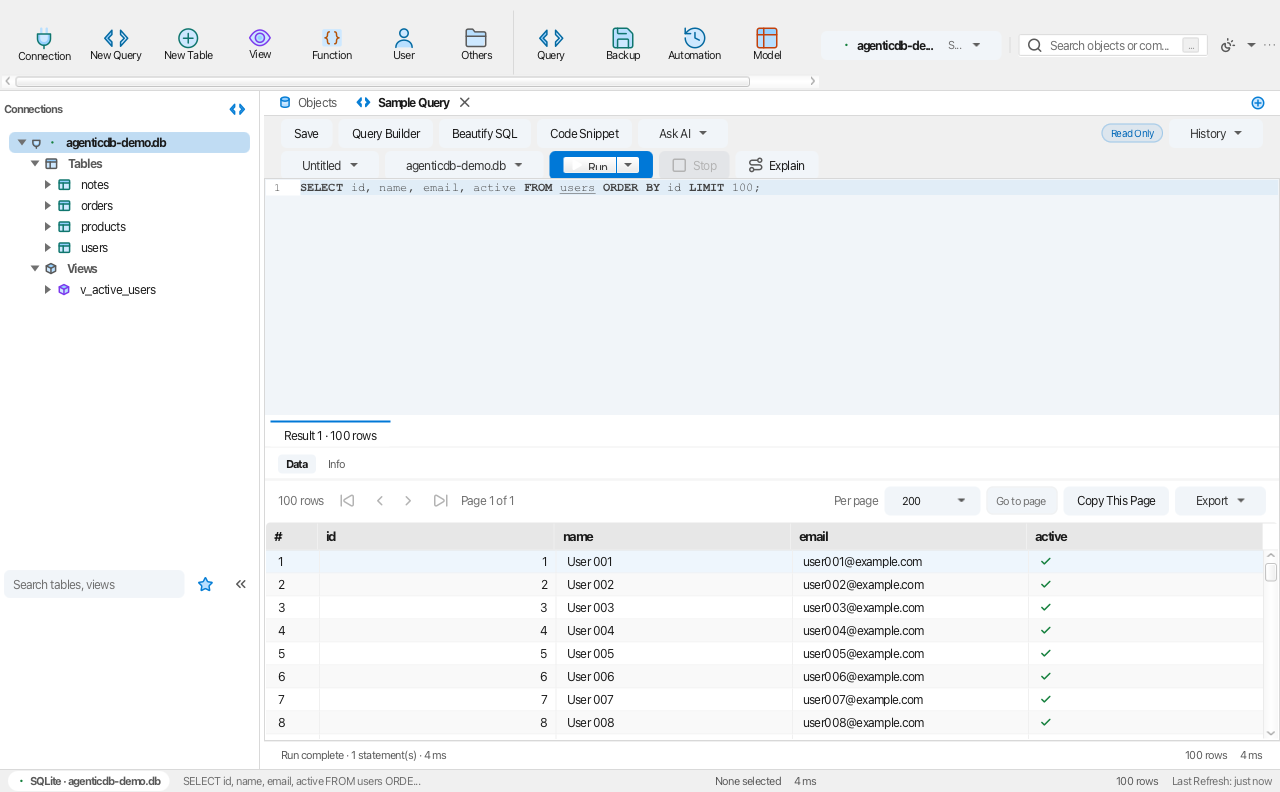 Connection New Query New Table View Function User Others Query Backup Automation Model
agenticdb-de... S... Search objects or com... ...
Connections
agenticdb-demo.db
Tables
notes
orders
products
users
Views
v_active_users
Search tables, views
Objects Sample Query
Save Query Builder Beautify SQL Code Snippet Ask AI Read Only History
Untitled agenticdb-demo.db Run Stop Explain
1 SELECT id, name, email, active FROM users ORDER BY id LIMIT 100;
Result 1 · 100 rows
Data Info
100 rows Page 1 of 1 Per page 200 Go to page Copy This Page Export
# id name email active
1 1 User 001 user001@example.com
2 2 User 002 user002@example.com
3 3 User 003 user003@example.com
4 4 User 004 user004@example.com
5 5 User 005 user005@example.com
6 6 User 006 user006@example.com
7 7 User 007 user007@example.com
8 8 User 008 user008@example.com
Run complete · 1 statement(s) · 4 ms 100 rows 4 ms
SQLite · agenticdb-demo.db SELECT id, name, email, active FROM users ORDE... None selected 4 ms 100 rows Last Refresh: just now